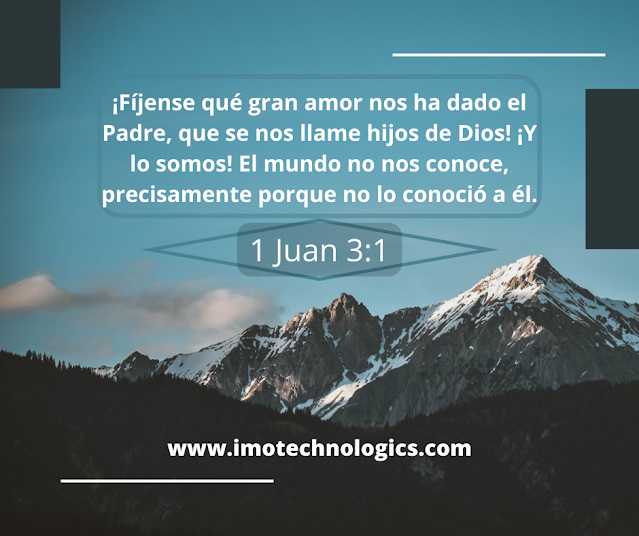 ¡Fíjense qué gran amor nos ha dado el
Padre, que se nos llame hijos de Dios! ¡Y
lo somos! El mundo no nos conoce,
precisamente porque no lo conoció a él.
1 Juan 3:1
www.imotechnologics.com